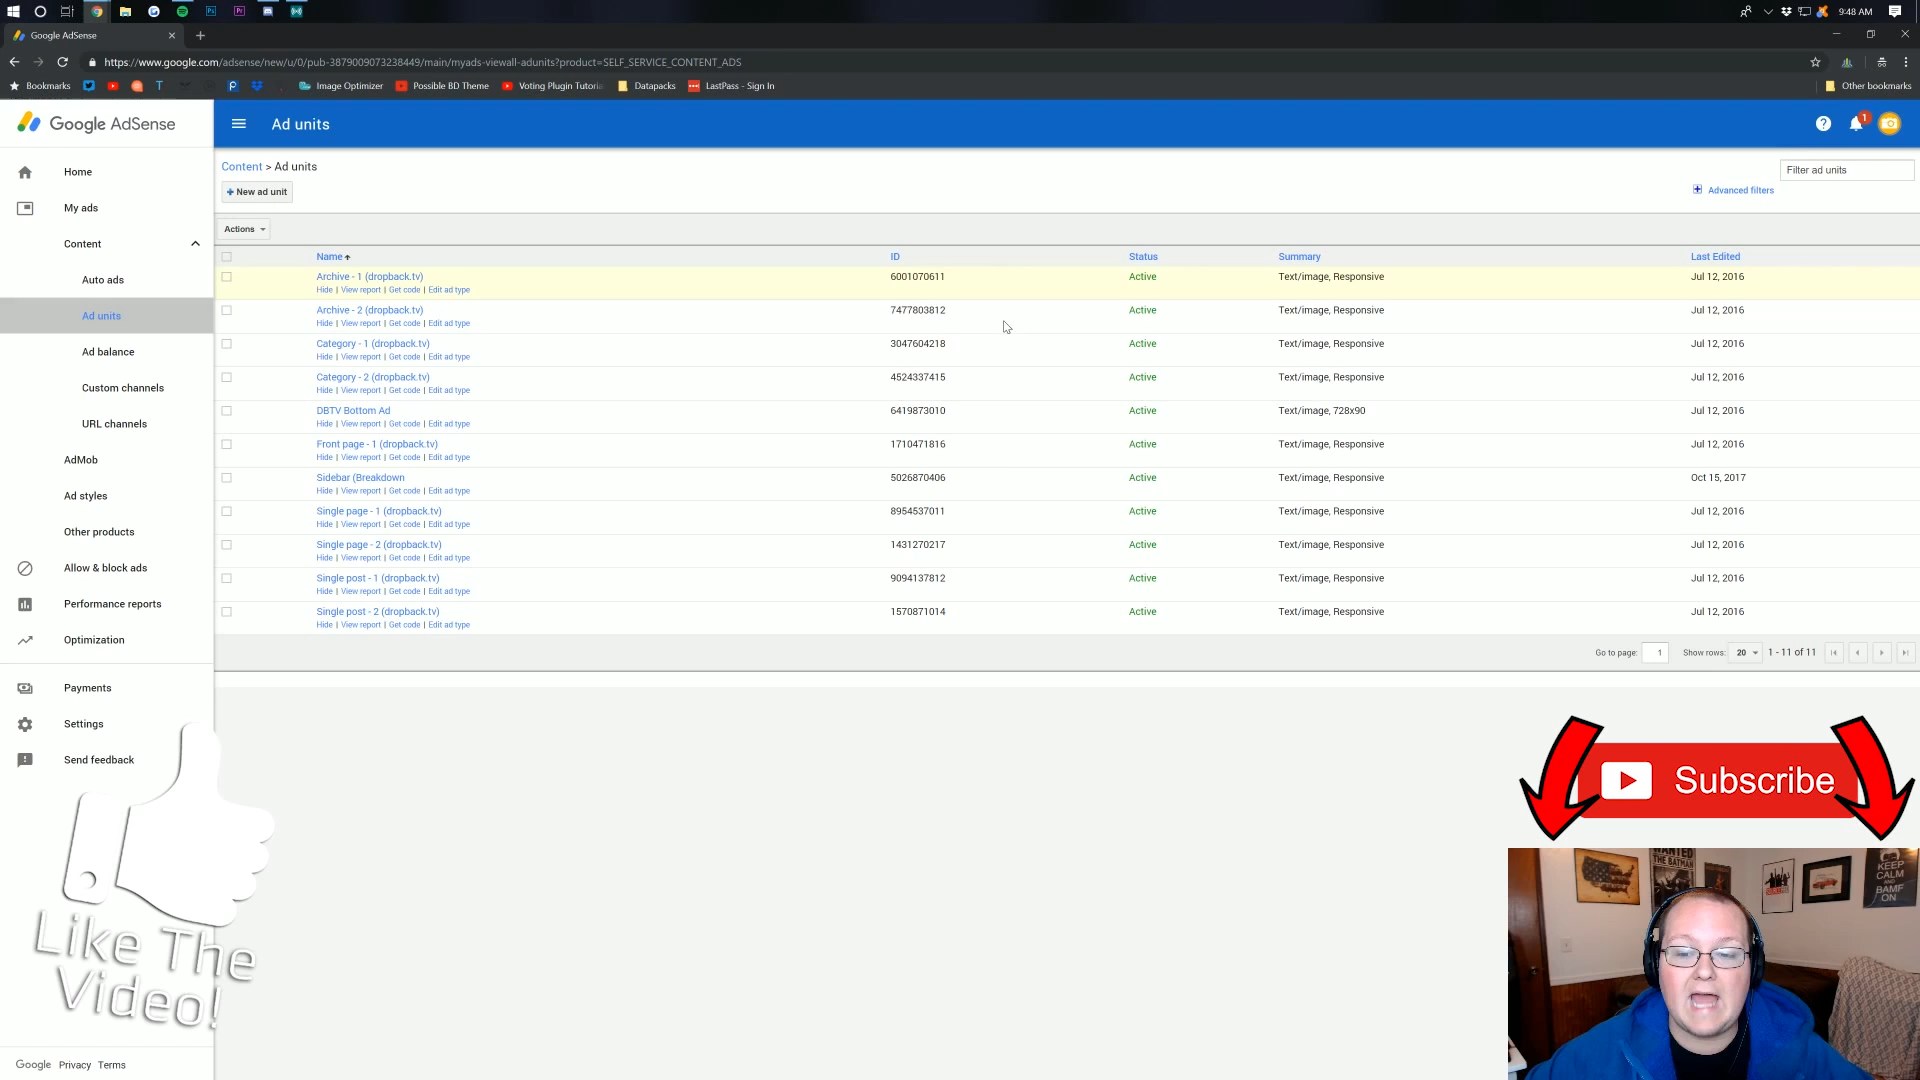 9:48 AM
Google AdSense
https://www.google.com/adsense/new/u/0/pub-3879009073238449/main/myads-viewall-adunits?product=SELF_SERVICE_CONTENT_ADS
Bookmarks
T
Image Optimizer
Possible BD Theme
Voting Plugin Tutoria
Datapacks
LastPass - Sign In
Other bookmarks
Google AdSense
Ad units
1
Home
My ads
Content
Auto ads
Ad units
Ad balance
Custom channels
URL channels
AdMob
Ad styles
Other products
Allow & block ads
Performance reports
Optimization
Payments
Settings
Send feedback
Google Privacy Terms
Content > Ad units
+ New ad unit
Filter ad units
Advanced filters
Actions
Name ID Status Summary Last Edited
Archive - 1 (dropback.tv) 6001070611 Active Text/image, Responsive Jul 12, 2016
Hide | View report | Get code | Edit ad type
Archive - 2 (dropback.tv) 7477803812 Active Text/image, Responsive Jul 12, 2016
Hide | View report | Get code | Edit ad type
Category - 1 (dropback.tv) 3047604218 Active Text/image, Responsive Jul 12, 2016
Hide | View report | Get code | Edit ad type
Category - 2 (dropback.tv) 4524337415 Active Text/image, Responsive Jul 12, 2016
Hide | View report | Get code | Edit ad type
DBTV Bottom Ad 6419873010 Active Text/image, 728x90 Jul 12, 2016
Hide | View report | Get code | Edit ad type
Front page - 1 (dropback.tv) 1710471816 Active Text/image, Responsive Jul 12, 2016
Hide | View report | Get code | Edit ad type
Sidebar (Breakdown 5026870406 Active Text/image, Responsive Oct 15, 2017
Hide | View report | Get code | Edit ad type
Single page - 1 (dropback.tv) 8954537011 Active Text/image, Responsive Jul 12, 2016
Hide | View report | Get code | Edit ad type
Single page - 2 (dropback.tv) 1431270217 Active Text/image, Responsive Jul 12, 2016
Hide | View report | Get code | Edit ad type
Single post - 1 (dropback.tv) 9094137812 Active Text/image, Responsive Jul 12, 2016
Hide | View report | Get code | Edit ad type
Single post - 2 (dropback.tv) 1570871014 Active Text/image, Responsive Jul 12, 2016
Hide | View report | Get code | Edit ad type
Go to page: 1 Show rows: 20 1 - 11 of 11
Like The
Video!
Subscribe
WANTED
THE BATMAN
KEEP
CALM
AND
BAMF
ON